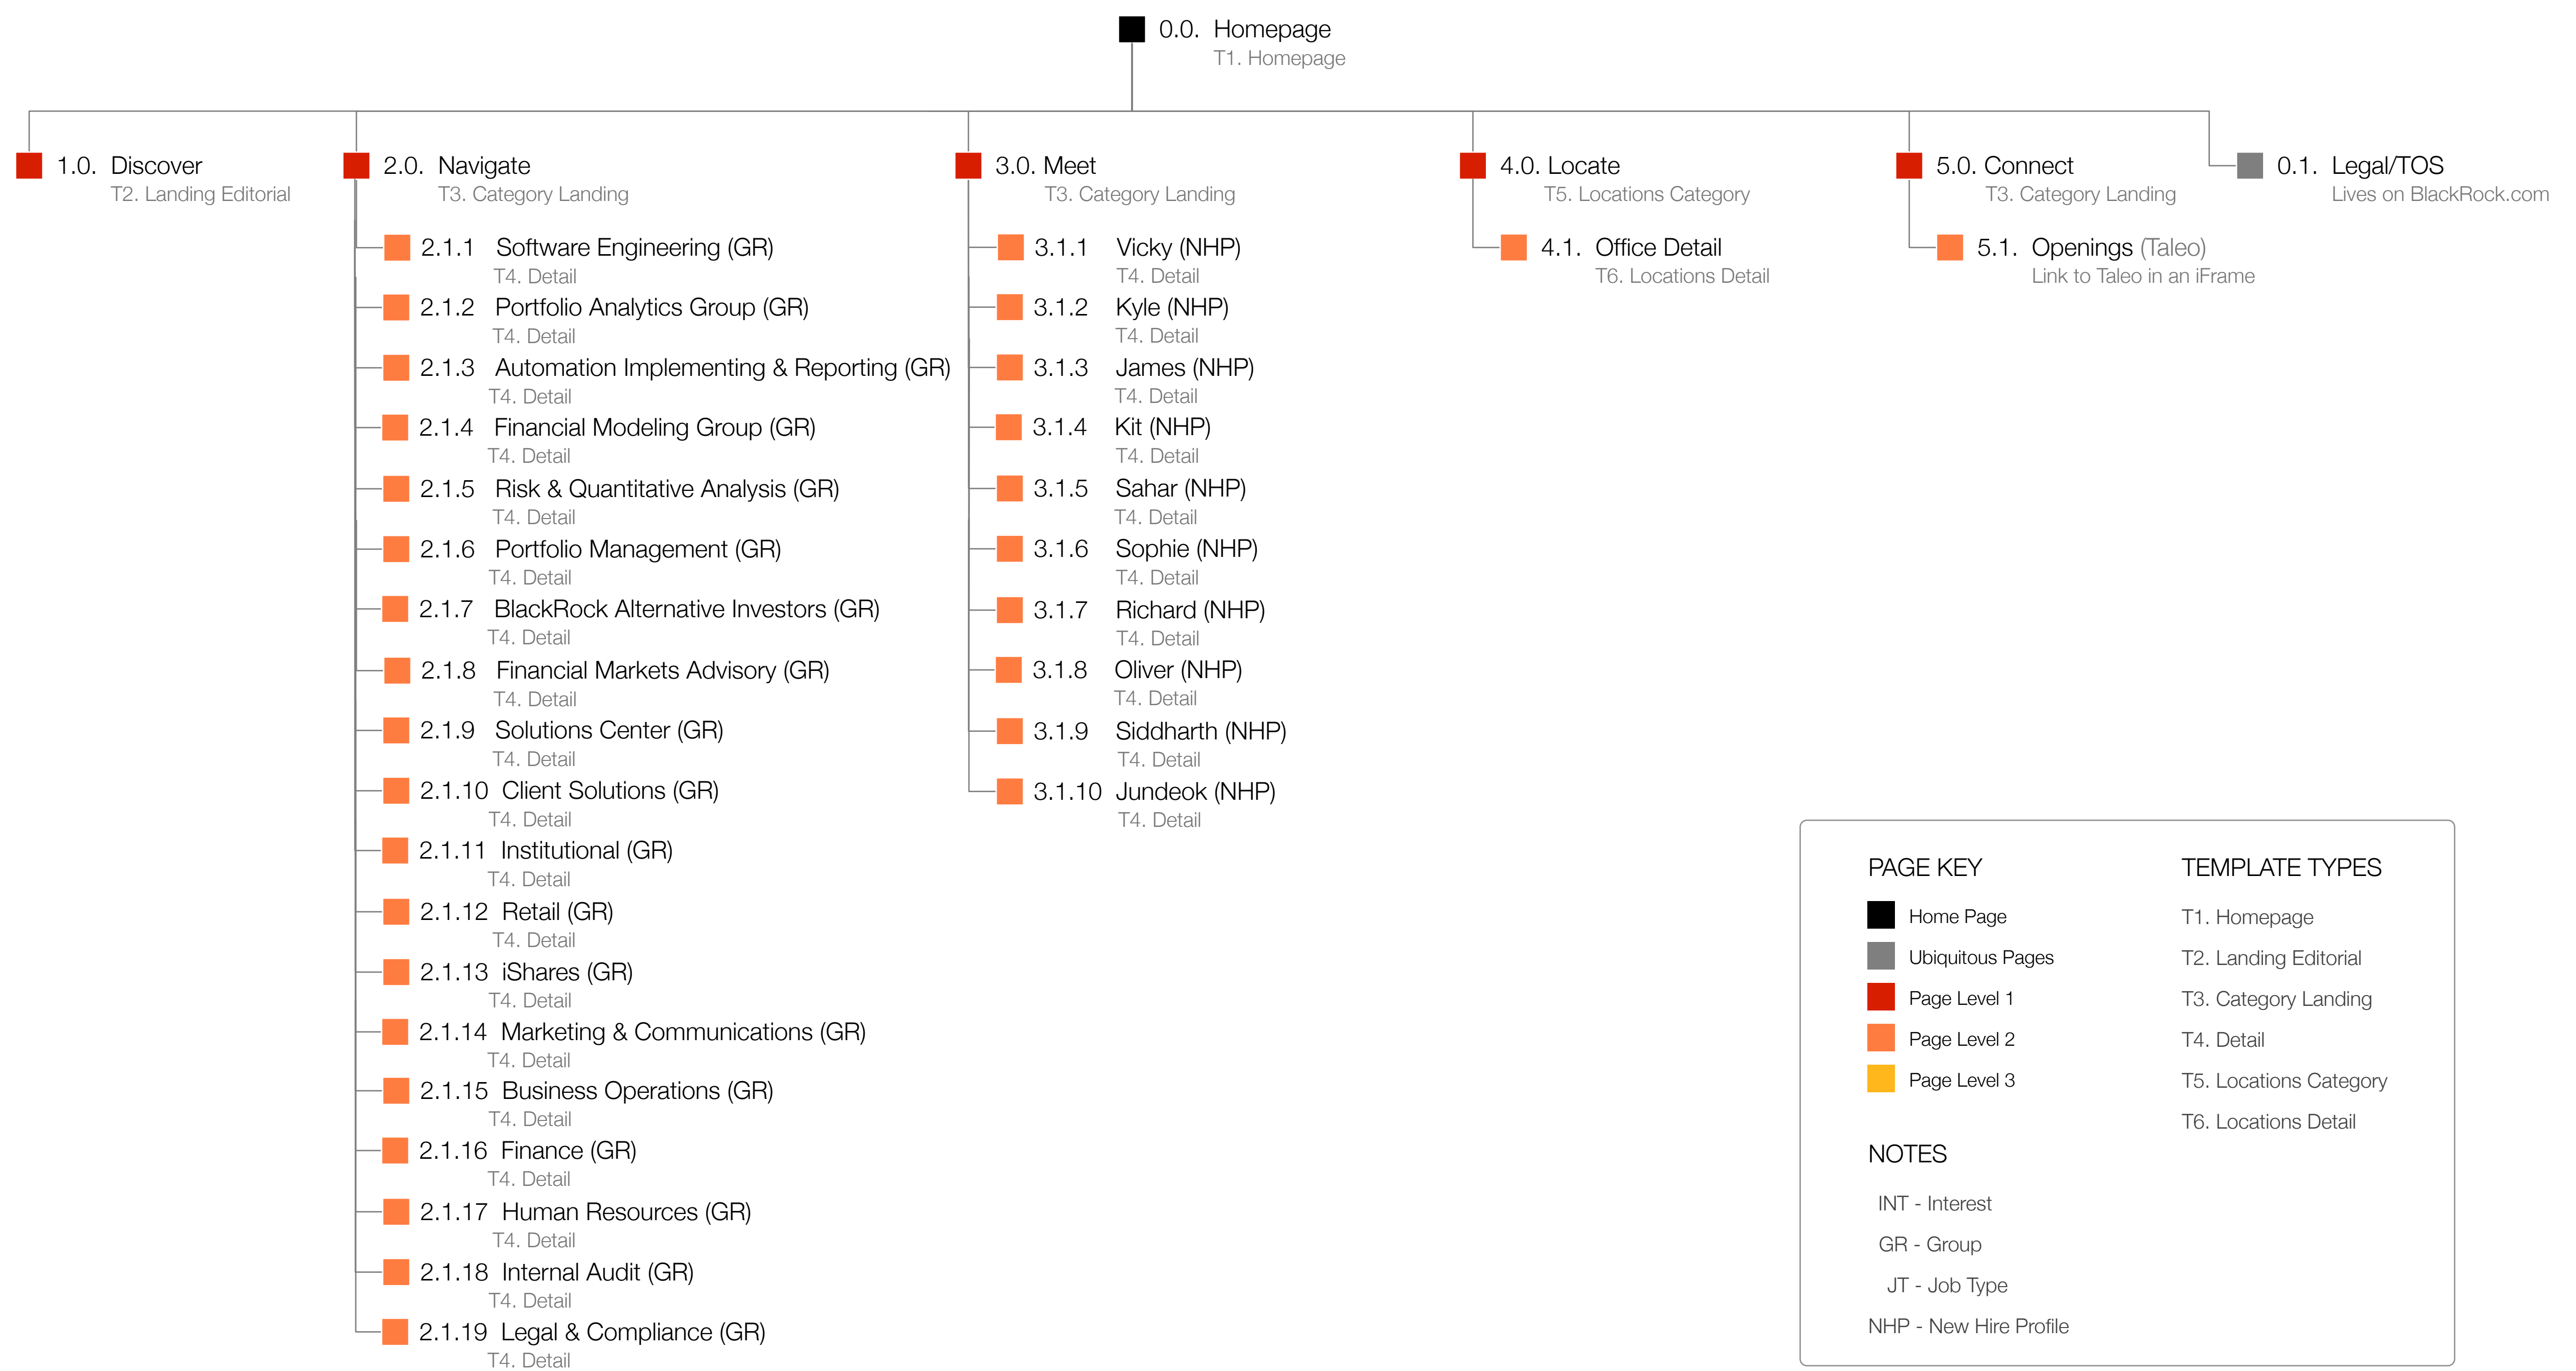 0.0. Homepage
T1. Homepage
1.0. Discover
T2. Landing Editorial
2.0. Navigate
T3. Category Landing
2.1.1 Software Engineering (GR)
T4. Detail
2.1.2 Portfolio Analytics Group (GR)
T4. Detail
2.1.3 Automation Implementing & Reporting (GR)
T4. Detail
2.1.4 Financial Modeling Group (GR)
T4. Detail
2.1.5 Risk & Quantitative Analysis (GR)
T4. Detail
2.1.6 Portfolio Management (GR)
T4. Detail
2.1.7 BlackRock Alternative Investors (GR)
T4. Detail
2.1.8 Financial Markets Advisory (GR)
T4. Detail
2.1.9 Solutions Center (GR)
T4. Detail
2.1.10 Client Solutions (GR)
T4. Detail
2.1.11 Institutional (GR)
T4. Detail
2.1.12 Retail (GR)
T4. Detail
2.1.13 iShares (GR)
T4. Detail
2.1.14 Marketing & Communications (GR)
T4. Detail
2.1.15 Business Operations (GR)
T4. Detail
2.1.16 Finance (GR)
T4. Detail
2.1.17 Human Resources (GR)
T4. Detail
2.1.18 Internal Audit (GR)
T4. Detail
2.1.19 Legal & Compliance (GR)
T4. Detail
3.0. Meet
T3. Category Landing
3.1.1 Vicky (NHP)
T4. Detail
3.1.2 Kyle (NHP)
T4. Detail
3.1.3 James (NHP)
T4. Detail
3.1.4 Kit (NHP)
T4. Detail
3.1.5 Sahar (NHP)
T4. Detail
3.1.6 Sophie (NHP)
T4. Detail
3.1.7 Richard (NHP)
T4. Detail
3.1.8 Oliver (NHP)
T4. Detail
3.1.9 Siddharth (NHP)
T4. Detail
3.1.10 Jundeok (NHP)
T4. Detail
4.0. Locate
T5. Locations Category
4.1. Office Detail
T6. Locations Detail
5.0. Connect
T3. Category Landing
5.1. Openings (Taleo)
Link to Taleo in an iFrame
0.1. Legal/TOS
Lives on BlackRock.com
PAGE KEY
Home Page
Ubiquitous Pages
Page Level 1
Page Level 2
Page Level 3
TEMPLATE TYPES
T1. Homepage
T2. Landing Editorial
T3. Category Landing
T4. Detail
T5. Locations Category
T6. Locations Detail
NOTES
INT - Interest
GR - Group
JT - Job Type
NHP - New Hire Profile